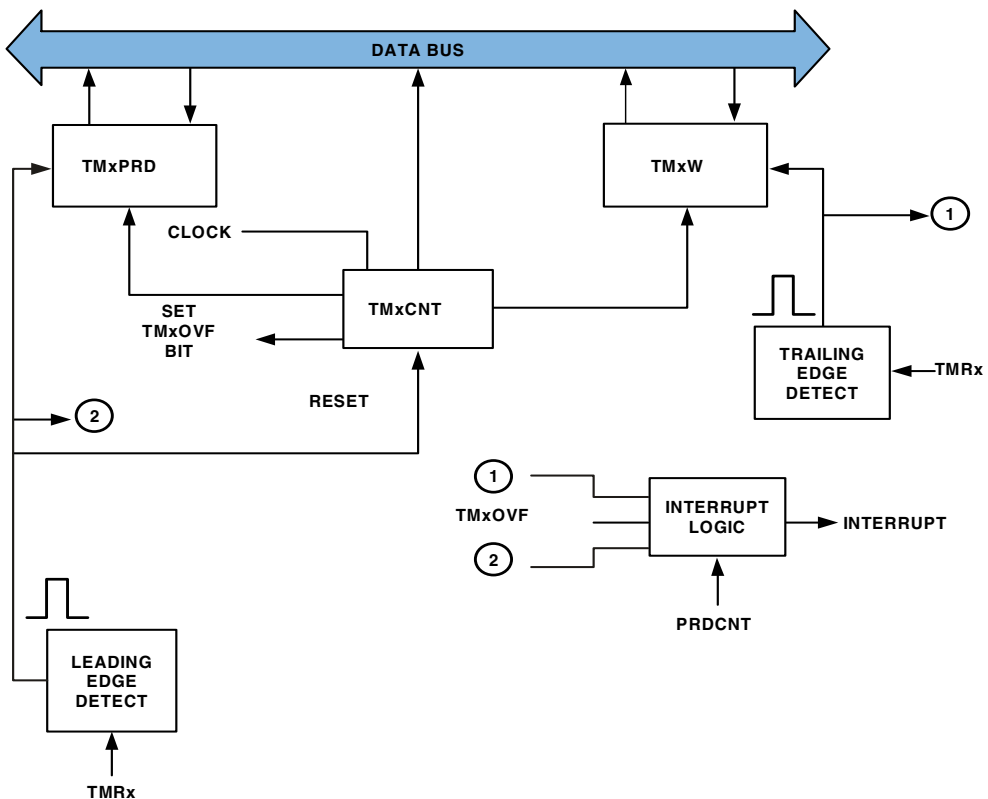 DATA BUS
TMxPRD
TMxW
CLOCK
1
TMxCNT
SET
TMxOVF
BIT
TRAILING
EDGE
DETECT
TMRx
RESET
2
1
TMxOVF
2
INTERRUPT
LOGIC
INTERRUPT
PRDCNT
LEADING
EDGE
DETECT
TMRx